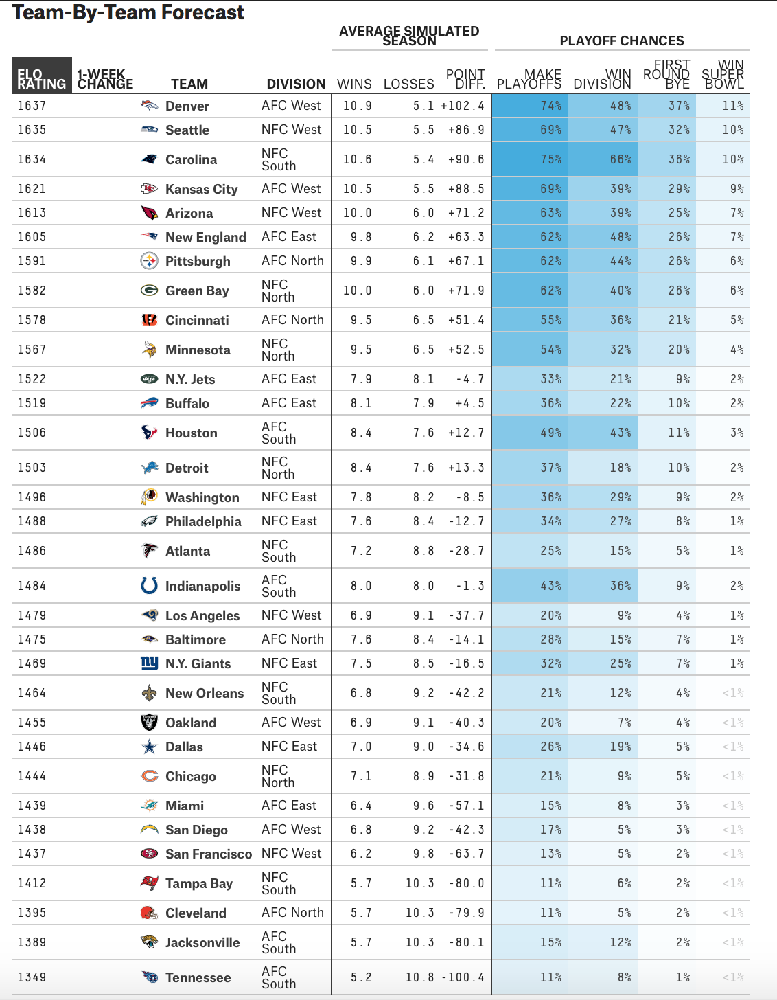 Team-By-Team Forecast
AVERAGE SIMULATED
SEASON
PLAYOFF CHANCES
ELO RATING 1-WEEK CHANGE TEAM DIVISION WINS LOSSES POINT DIFF. MAKE PLAYOFFS WIN DIVISION FIRST ROUND BYE WIN SUPER BOWL
1637 Denver AFC West 10.9 5.1 +102.4 74% 48% 37% 11%
1635 Seattle NFC West 10.5 5.5 +86.9 69% 47% 32% 10%
1634 Carolina NFC South 10.6 5.4 +90.6 75% 66% 36% 10%
1621 Kansas City AFC West 10.5 5.5 +88.5 69% 39% 29% 9%
1613 Arizona NFC West 10.0 6.0 +71.2 63% 39% 25% 7%
1605 New England AFC East 9.8 6.2 +63.3 62% 48% 26% 7%
1591 Pittsburgh AFC North 9.9 6.1 +67.1 62% 44% 26% 6%
1582 Green Bay NFC North 10.0 6.0 +71.9 62% 40% 26% 6%
1578 Cincinnati AFC North 9.5 6.5 +51.4 55% 36% 21% 5%
1567 Minnesota NFC North 9.5 6.5 +52.5 54% 32% 20% 4%
1522 N.Y. Jets AFC East 7.9 8.1 -4.7 33% 21% 9% 2%
1519 Buffalo AFC East 8.1 7.9 +4.5 36% 22% 10% 2%
1506 Houston AFC South 8.4 7.6 +12.7 49% 43% 11% 3%
1503 Detroit NFC North 8.4 7.6 +13.3 37% 18% 10% 2%
1496 Washington NFC East 7.8 8.2 -8.5 36% 29% 9% 2%
1488 Philadelphia NFC East 7.6 8.4 -12.7 34% 27% 8% 1%
1486 Atlanta NFC South 7.2 8.8 -28.7 25% 15% 5% 1%
1484 Indianapolis AFC South 8.0 8.0 -1.3 43% 36% 9% 2%
1479 Los Angeles NFC West 6.9 9.1 -37.7 20% 9% 4% 1%
1475 Baltimore AFC North 7.6 8.4 -14.1 28% 15% 7% 1%
1469 N.Y. Giants NFC East 7.5 8.5 -16.5 32% 25% 7% 1%
1464 New Orleans NFC South 6.8 9.2 -42.2 21% 12% 4% <1%
1455 Oakland AFC West 6.9 9.1 -40.3 20% 7% 4% <1%
1446 Dallas NFC East 7.0 9.0 -34.6 26% 19% 5% <1%
1444 Chicago NFC North 7.1 8.9 -31.8 21% 9% 5% <1%
1439 Miami AFC East 6.4 9.6 -57.1 15% 8% 3% <1%
1438 San Diego AFC West 6.8 9.2 -42.3 17% 5% 3% <1%
1437 San Francisco NFC West 6.2 9.8 -63.7 13% 5% 2% <1%
1412 Tampa Bay NFC South 5.7 10.3 -80.0 11% 6% 2% <1%
1395 Cleveland AFC North 5.7 10.3 -79.9 11% 5% 2% <1%
1389 Jacksonville AFC South 5.7 10.3 -80.1 15% 12% 2% <1%
1349 Tennessee AFC South 5.2 10.8 -100.4 11% 8% 1% <1%